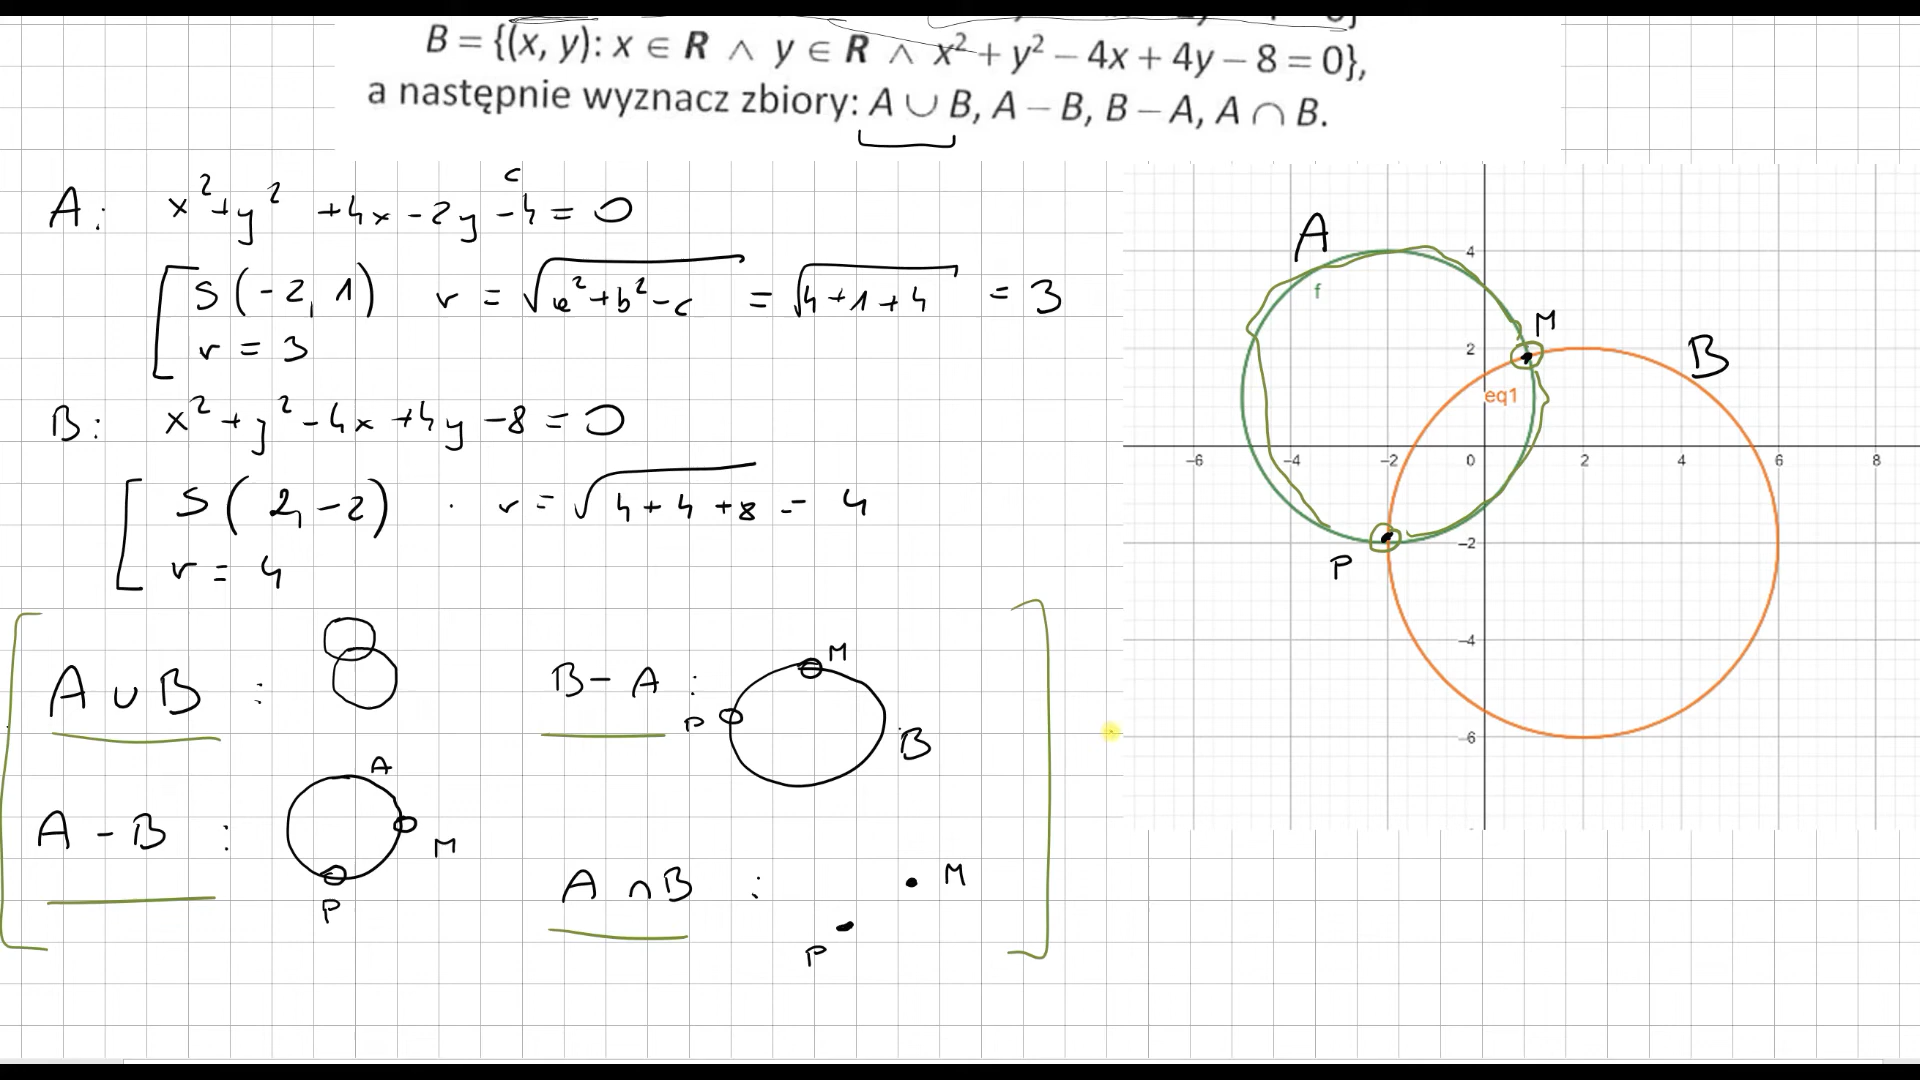 B = {(x, y): x ∈ R ∧ y ∈ R ∧ x² + y² – 4x + 4y – 8 = 0},
a następnie wyznacz zbiory: A ∪ B, A – B, B – A, A ∩ B.
c
A: x² + y² + 4x - 2y - 4 = 0
S(-2, 1) r = √(a² + b² - c) = √(4 + 1 + 4) = 3
r = 3
B: x² + y² - 4x + 4y - 8 = 0
S(2, -2) r = √(4 + 4 + 8) = 4
r = 4
A ∪ B :
B - A : M
P
B
A - B : A
M
P
A ∩ B : M
P
A
4
f
M
2
B
eq1
-6 -4 -2 0 2 4 6 8
-2
P
-4
-6